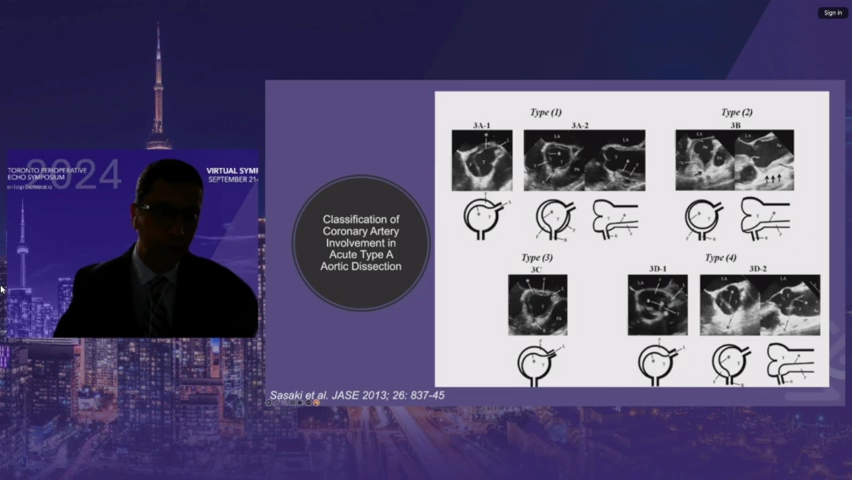 Sign in
2024
TORONTO PERIOPERATIVE
ECHO SYMPOSIUM
VIRTUAL SYMP
SEPTEMBER 21-
Classification of
Coronary Artery
Involvement in
Acute Type A
Aortic Dissection
Type (1)
Type (2)
3A-1
3A-2
3B
Type (3)
Type (4)
3C
3D-1
3D-2
Sasaki et al. JASE 2013; 26: 837-45